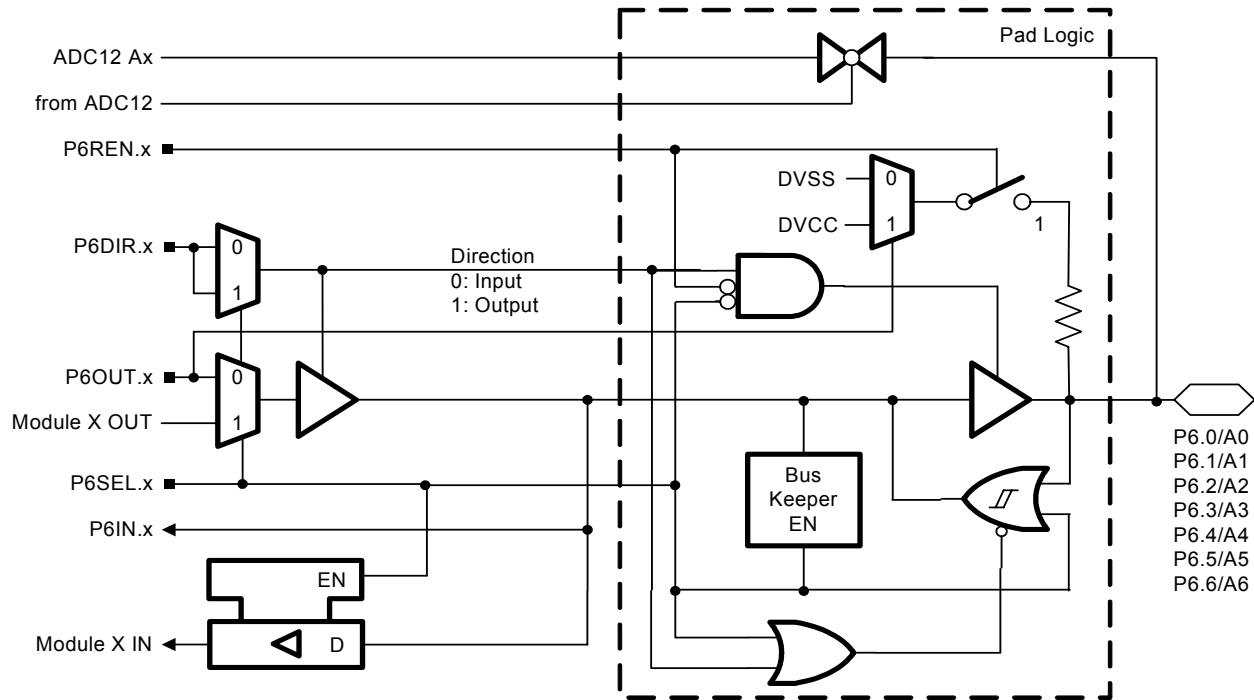 Pad Logic
ADC12 Ax
from ADC12
P6REN.x
DVSS
0
DVCC
1
1
P6DIR.x
0
1
Direction
0: Input
1: Output
P6OUT.x
0
Module X OUT
1
P6SEL.x
Bus
Keeper
EN
P6IN.x
EN
Module X IN
D
P6.0/A0
P6.1/A1
P6.2/A2
P6.3/A3
P6.4/A4
P6.5/A5
P6.6/A6